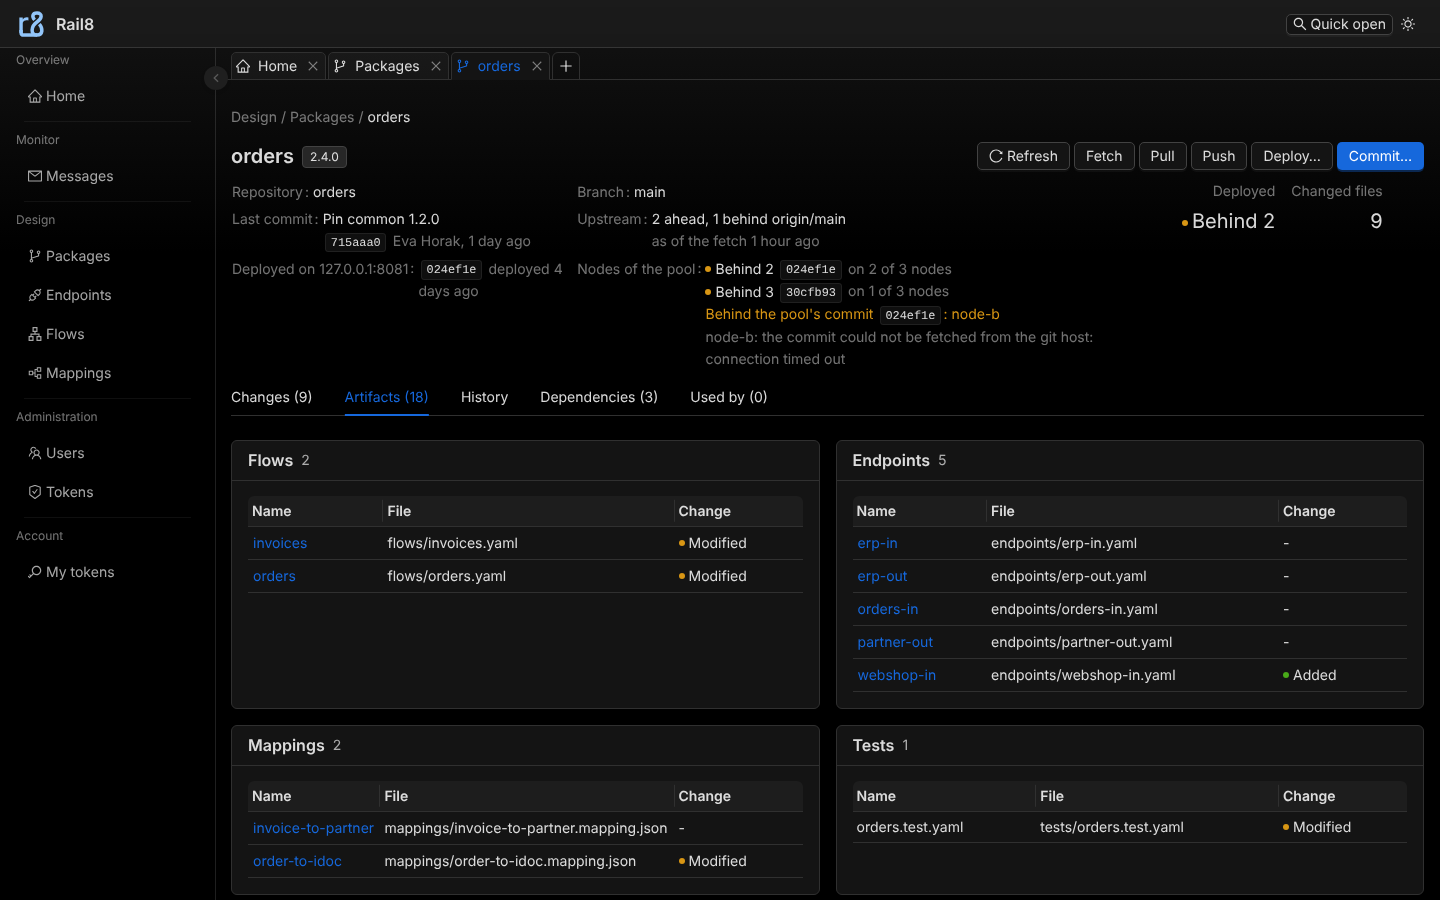 Rail8
Quick open
Overview
Home
Monitor
Messages
Design
Packages
Endpoints
Flows
Mappings
Administration
Users
Tokens
Account
My tokens
Home
Packages
orders
Design / Packages / orders
orders 2.4.0
Refresh Fetch Pull Push Deploy... Commit...
Repository: orders
Branch: main
Deployed
Behind 2
Changed files
9
Last commit: Pin common 1.2.0
715aaa0 Eva Horak, 1 day ago
Upstream: 2 ahead, 1 behind origin/main
as of the fetch 1 hour ago
Deployed on 127.0.0.1:8081: 024ef1e deployed 4
days ago
Nodes of the pool: Behind 2 024ef1e on 2 of 3 nodes
Behind 3 30cfb93 on 1 of 3 nodes
Behind the pool's commit 024ef1e : node-b
node-b: the commit could not be fetched from the git host:
connection timed out
Changes (9) Artifacts (18) History Dependencies (3) Used by (0)
Flows 2
Name File Change
invoices flows/invoices.yaml Modified
orders flows/orders.yaml Modified
Endpoints 5
Name File Change
erp-in endpoints/erp-in.yaml -
erp-out endpoints/erp-out.yaml -
orders-in endpoints/orders-in.yaml -
partner-out endpoints/partner-out.yaml -
webshop-in endpoints/webshop-in.yaml Added
Mappings 2
Name File Change
invoice-to-partner mappings/invoice-to-partner.mapping.json -
order-to-idoc mappings/order-to-idoc.mapping.json Modified
Tests 1
Name File Change
orders.test.yaml tests/orders.test.yaml Modified